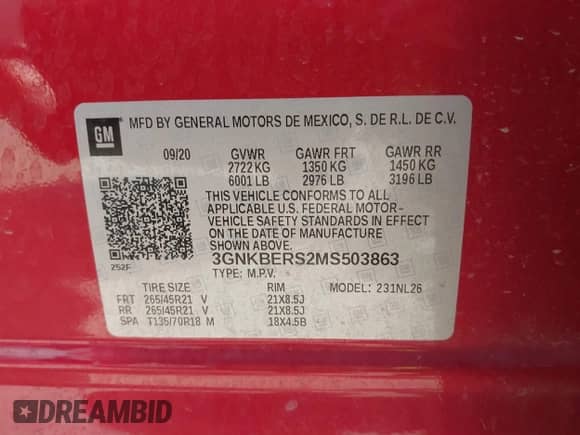 GM
MFD BY GENERAL MOTORS DE MEXICO, S. DE R.L. DE C.V.
09/20 GVWR GAWR FRT GAWR RR
2722 KG 1350 KG 1450 KG
6001 LB 2976 LB 3196 LB
THIS VEHICLE CONFORMS TO ALL
APPLICABLE U.S. FEDERAL MOTOR-
VEHICLE SAFETY STANDARDS IN EFFECT
ON THE DATE OF MANUFACTURE
SHOWN ABOVE.
252F
3GNKBERS2MS503863
TYPE: M.P.V.
TIRE SIZE RIM MODEL: 231NL26
FRT 265/45R21 V 21X8.5J
RR 265/45R21 V 21X8.5J
SPA T135/70R18 M 18X4.5B
DREAMBID